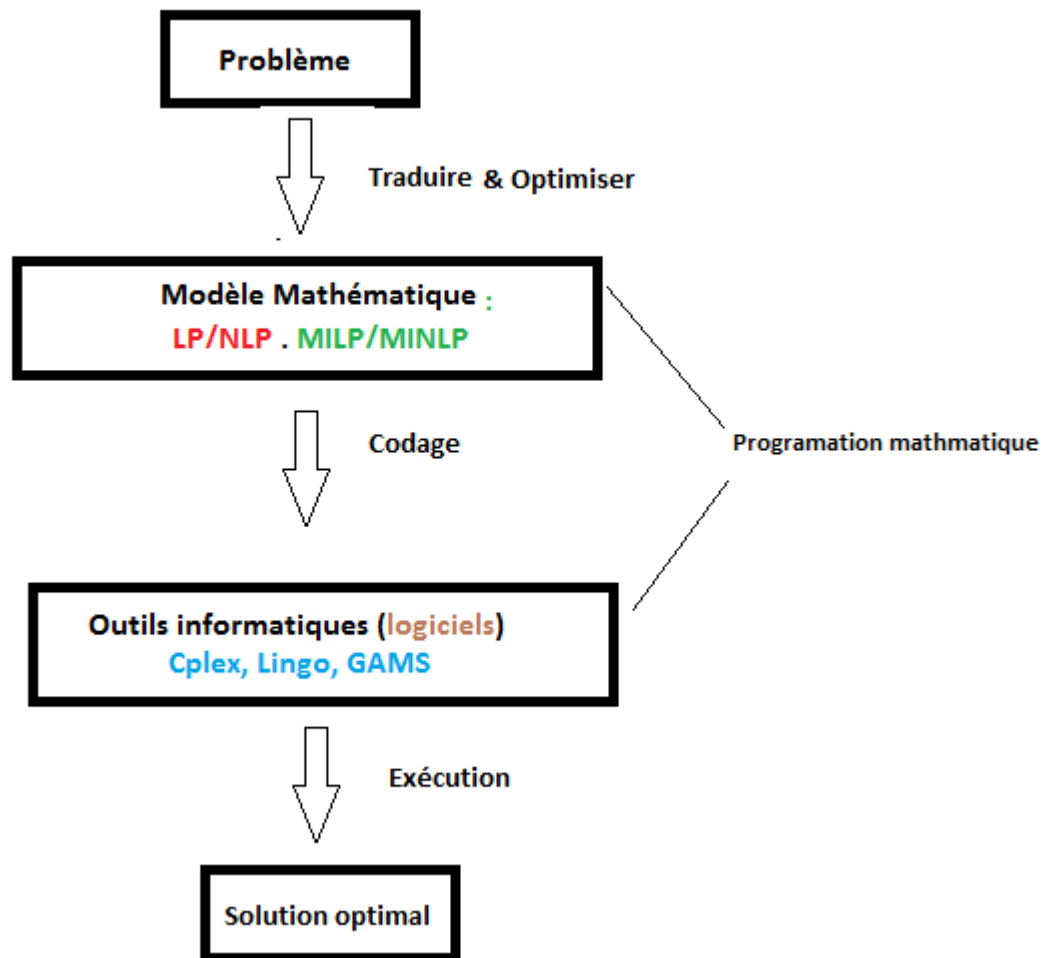 Problème
Traduire & Optimiser
Modèle Mathématique :
LP/NLP . MILP/MINLP
Codage
Programation mathmatique
Outils informatiques (logiciels)
Cplex, Lingo, GAMS
Exécution
Solution optimal